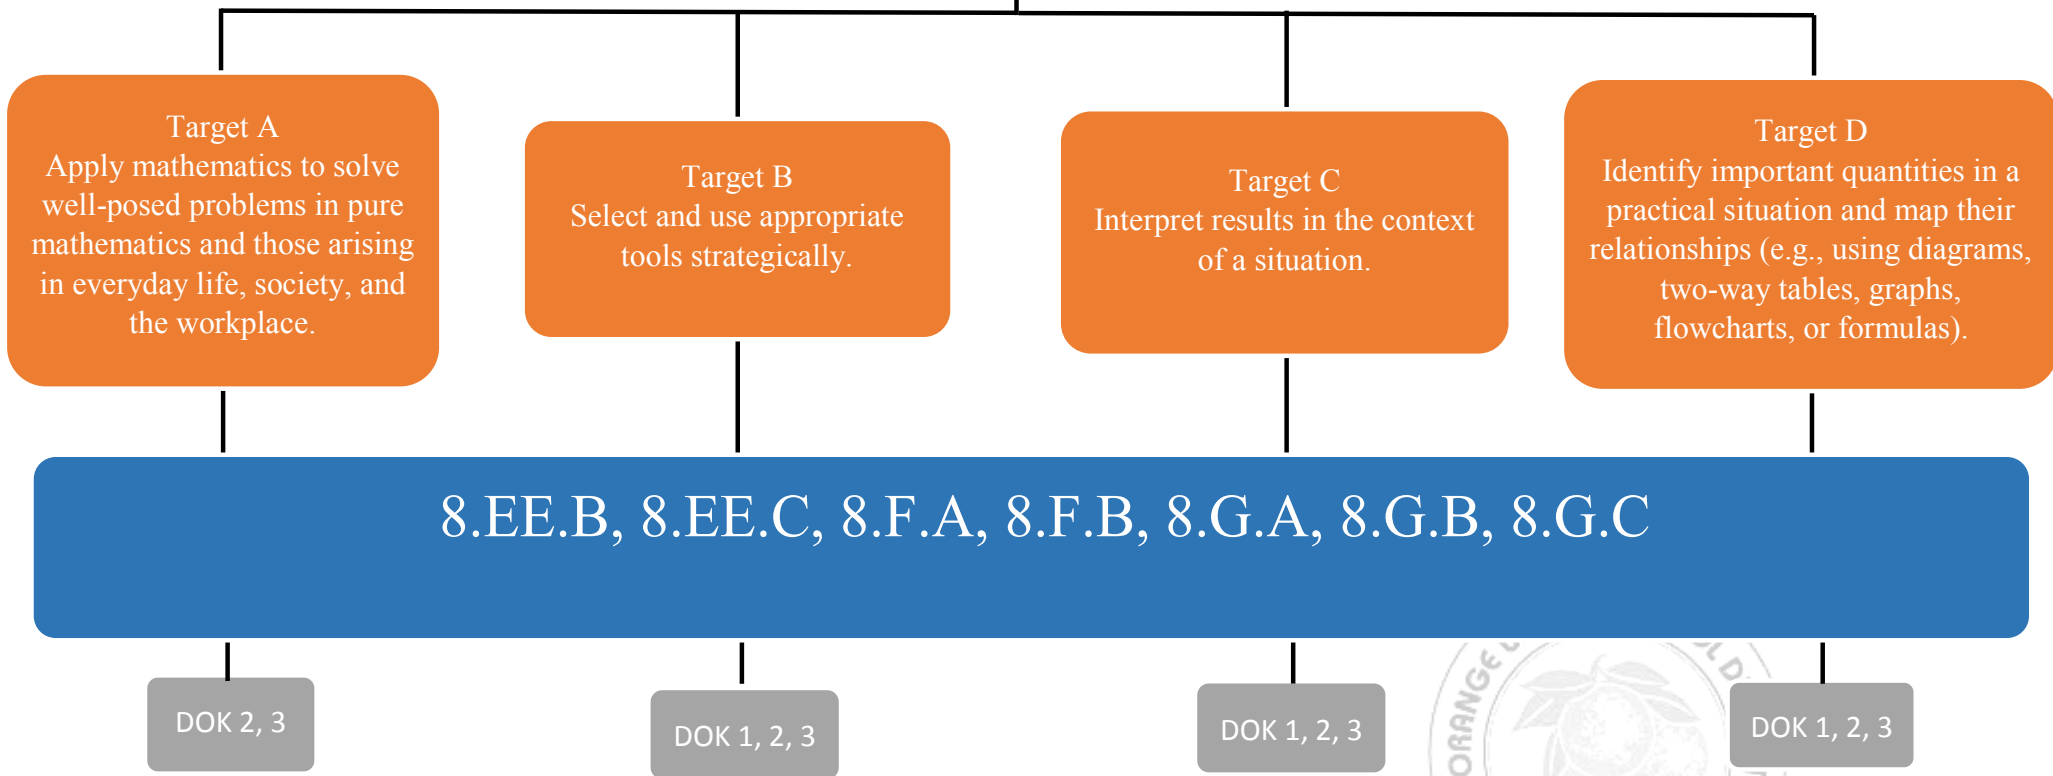 Target A
Apply mathematics to solve
well-posed problems in pure
mathematics and those arising
in everyday life, society, and
the workplace.
Target B
Select and use appropriate
tools strategically.
Target C
Interpret results in the context
of a situation.
Target D
Identify important quantities in a
practical situation and map their
relationships (e.g., using diagrams,
two-way tables, graphs,
flowcharts, or formulas).
8.EE.B, 8.EE.C, 8.F.A, 8.F.B, 8.G.A, 8.G.B, 8.G.C
DOK 2, 3
DOK 1, 2, 3
DOK 1, 2, 3
DOK 1, 2, 3
ORANGE